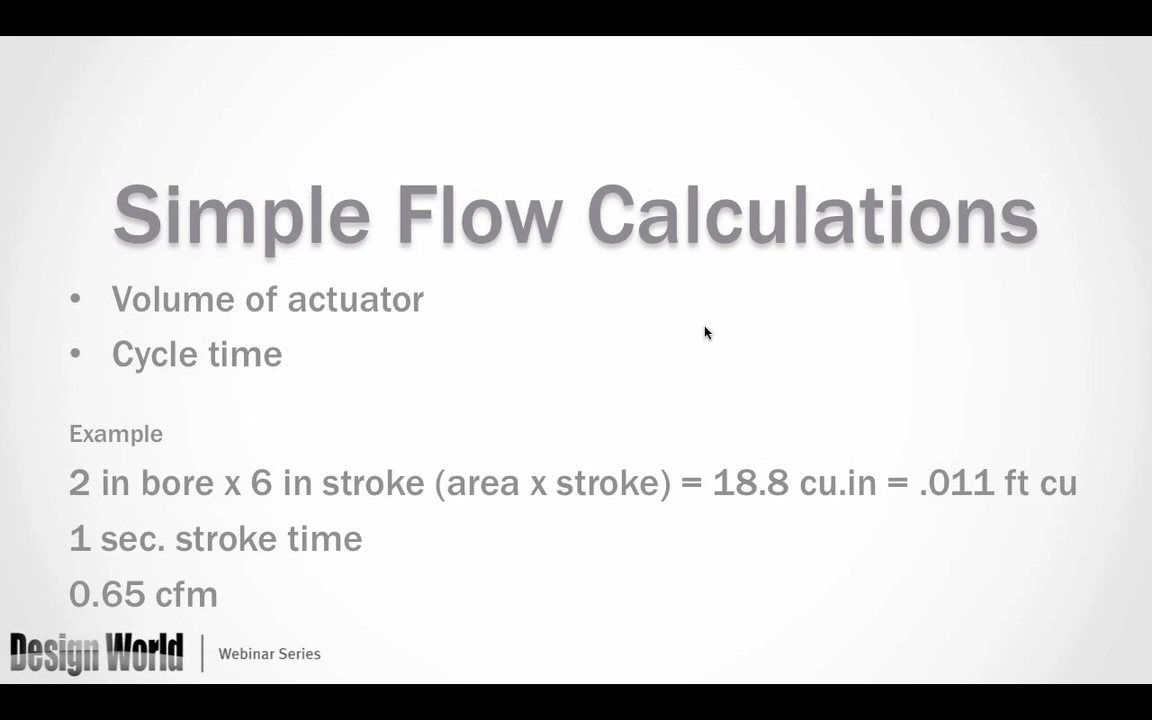 Simple Flow Calculations
• Volume of actuator
• Cycle time
Example
2 in bore x 6 in stroke (area x stroke) = 18.8 cu.in = .011 ft cu
1 sec. stroke time
0.65 cfm
Design World | Webinar Series